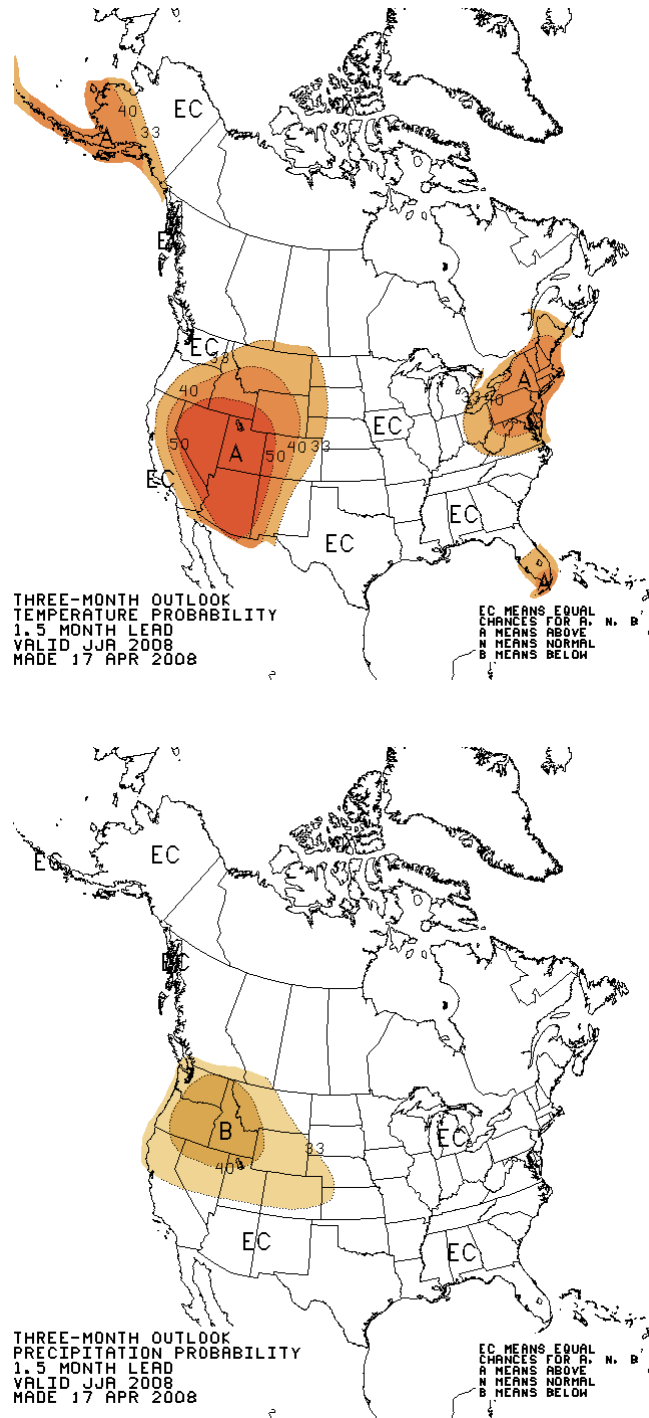 EC
40
A
33
EC
33
A
40
40
EC
50
A
50
40
33
EC
EC
EC
A
THREE-MONTH OUTLOOK
TEMPERATURE PROBABILITY
1.5 MONTH LEAD
VALID JJA 2008
MADE 17 APR 2008
EC MEANS EQUAL
CHANCES FOR A, N, B
A MEANS ABOVE
N MEANS NORMAL
B MEANS BELOW
EC
EC
EC
B
EC
33
40
EC
EC
THREE-MONTH OUTLOOK
PRECIPITATION PROBABILITY
1.5 MONTH LEAD
VALID JJA 2008
MADE 17 APR 2008
EC MEANS EQUAL
CHANCES FOR A, N, B
A MEANS ABOVE
N MEANS NORMAL
B MEANS BELOW